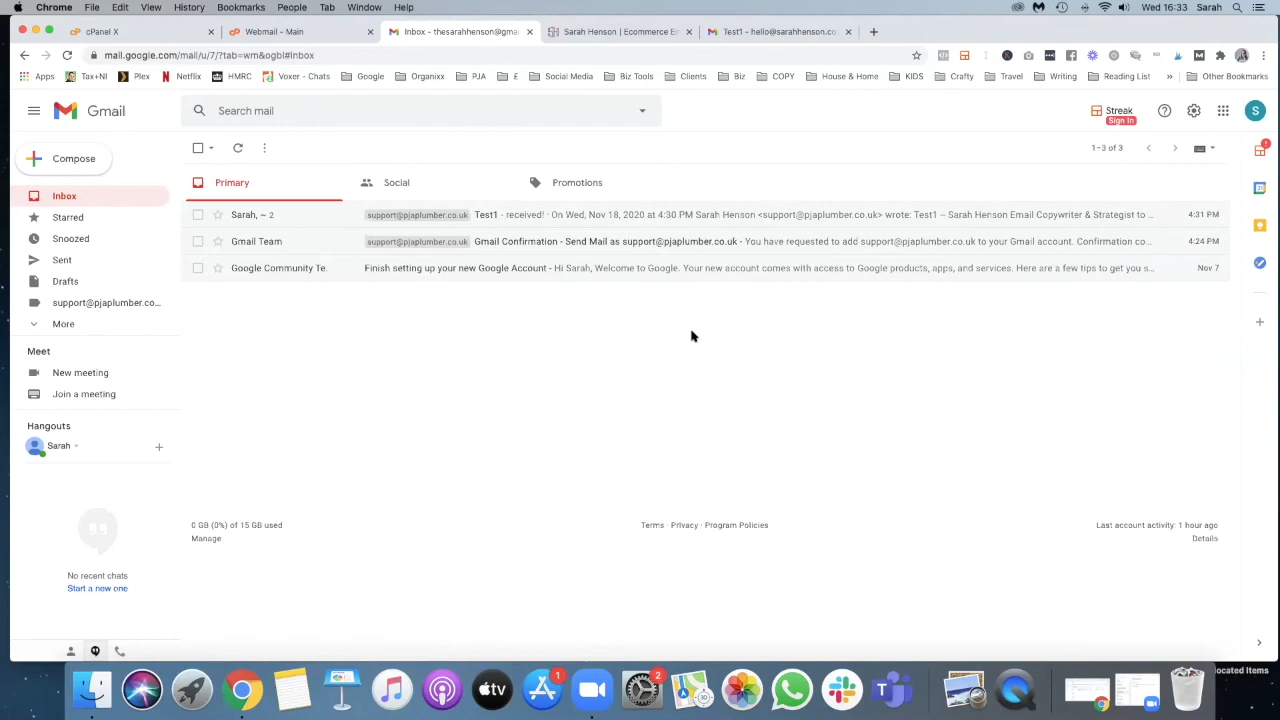 Chrome File Edit View History Bookmarks People Tab Window Help Wed 16:33 Sarah
cPanel X Webmail - Main Inbox - thesarahhenson@gma Sarah Henson [Ecommerce Em Test1 - hello@sarahhenson.co
mail.google.com/mail/u/7/?tab=wm&ogbl#inbox
Apps Tax+NI Plex Netflix HMRC Voxer - Chats Google Organixx PJA £ Social Media Biz Tools Clients Biz COPY House & Home KIDS Crafty Travel Writing Reading List » Other Bookmarks
Gmail Search mail Streak S
Sign In
Compose 1–3 of 3
Primary Social Promotions
Inbox
Starred
Snoozed
Sent
Drafts
support@pjaplumber.co...
More
Sarah, ~ 2 support@pjaplumber.co.uk Test1 - received! · On Wed, Nov 18, 2020 at 4:30 PM Sarah Henson <support@pjaplumber.co.uk> wrote: Test1 – Sarah Henson Email Copywriter & Strategist to ... 4:31 PM
Gmail Team support@pjaplumber.co.uk Gmail Confirmation - Send Mail as support@pjaplumber.co.uk - You have requested to add support@pjaplumber.co.uk to your Gmail account. Confirmation co... 4:24 PM
Google Community Te. Finish setting up your new Google Account - Hi Sarah, Welcome to Google. Your new account comes with access to Google products, apps, and services. Here are a few tips to get you s... Nov 7
Meet
New meeting
Join a meeting
Hangouts
Sarah
No recent chats
Start a new one
0 GB (0%) of 15 GB used Terms · Privacy · Program Policies Last account activity: 1 hour ago
Manage Details
located Items
tv 2